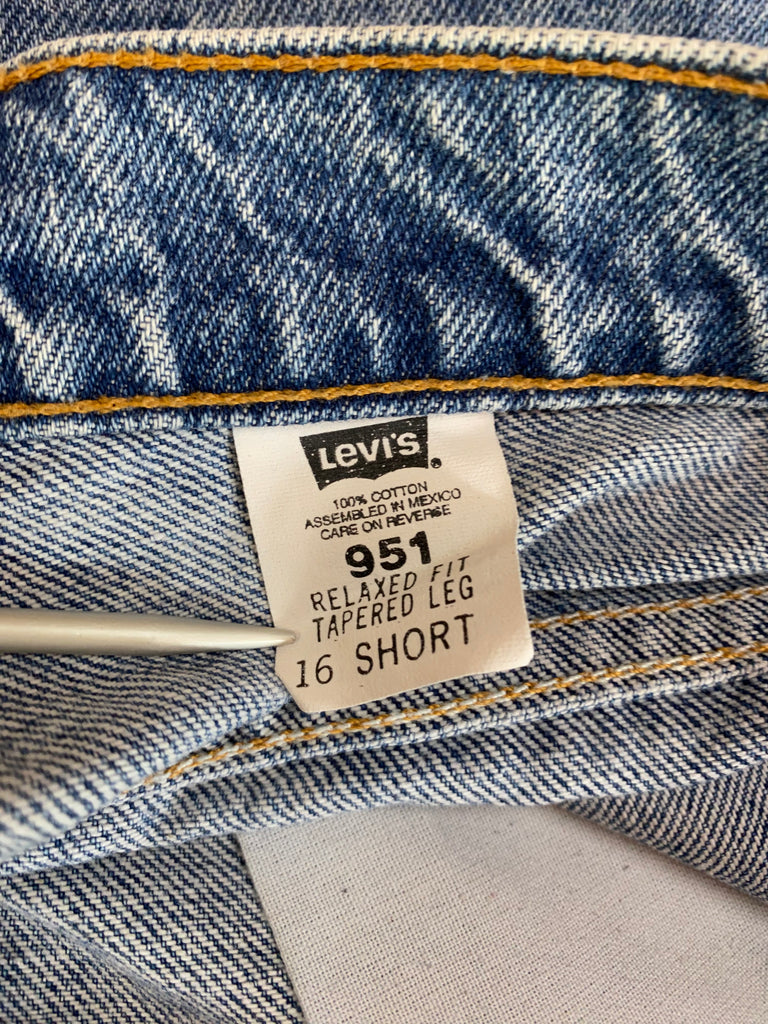 Levi's®
100% COTTON
ASSEMBLED IN MEXICO
CARE ON REVERSE
951
RELAXED FIT
TAPERED LEG
16 SHORT